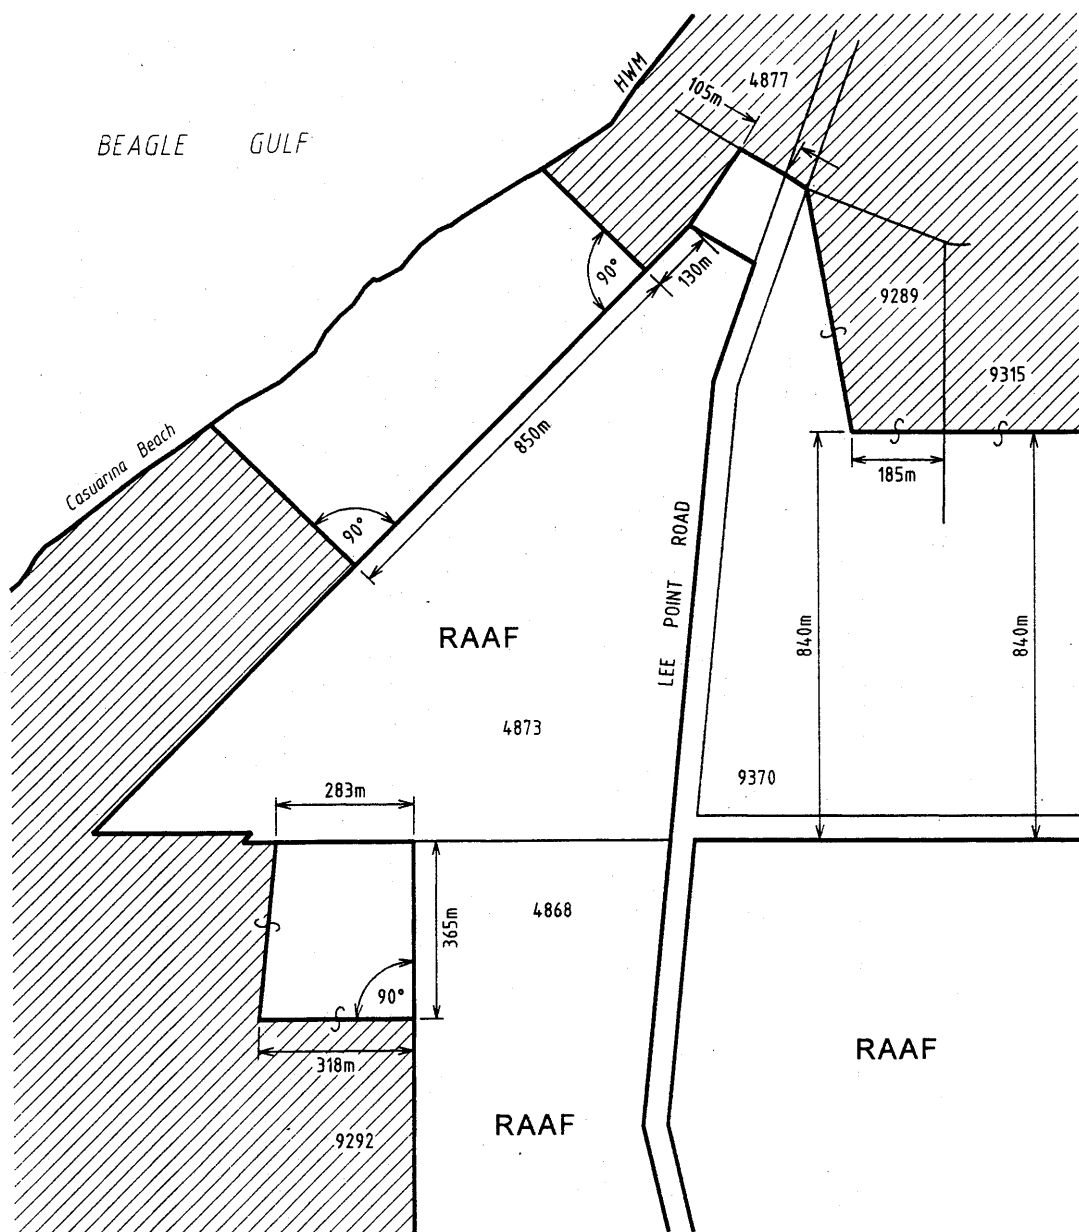 HWM
4877
105m
BEAGLE GULF
90°
130m
9289
9315
850m
185m
Casuarina Beach
90°
LEE POINT ROAD
RAAF
840m
840m
4873
9370
283m
4868
365m
90°
318m
RAAF
RAAF
9292